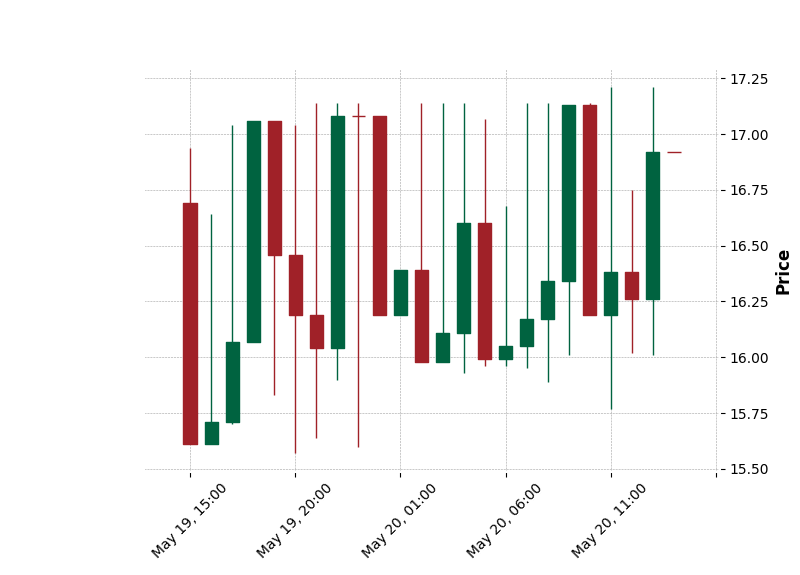 17.25
17.00
16.75
16.50
16.25
16.00
15.75
15.50
Price
May 19, 15:00
May 19, 20:00
May 20, 01:00
May 20, 06:00
May 20, 11:00